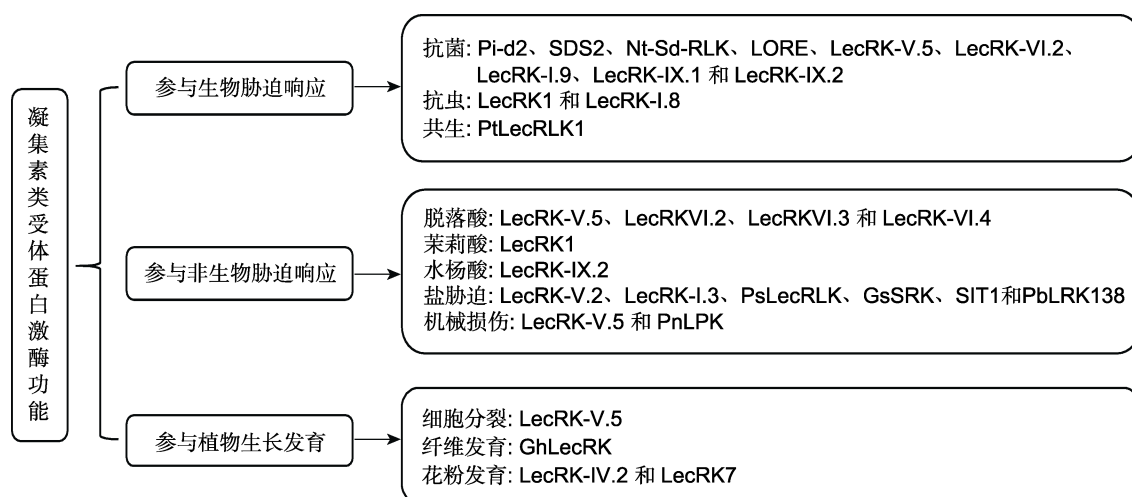 凝集素类受体蛋白激酶功能
参与生物胁迫响应
抗菌: Pi-d2、SDS2、Nt-Sd-RLK、LORE、LecRK-V.5、LecRK-VI.2、
LecRK-I.9、LecRK-IX.1 和 LecRK-IX.2
抗虫: LecRK1 和 LecRK-I.8
共生: PtLecRLK1
参与非生物胁迫响应
脱落酸: LecRK-V.5、LecRKVI.2、LecRKVI.3 和 LecRK-VI.4
茉莉酸: LecRK1
水杨酸: LecRK-IX.2
盐胁迫: LecRK-V.2、LecRK-I.3、PsLecRLK、GsSRK、SIT1和PbLRK138
机械损伤: LecRK-V.5 和 PnLPK
参与植物生长发育
细胞分裂: LecRK-V.5
纤维发育: GhLecRK
花粉发育: LecRK-IV.2 和 LecRK7